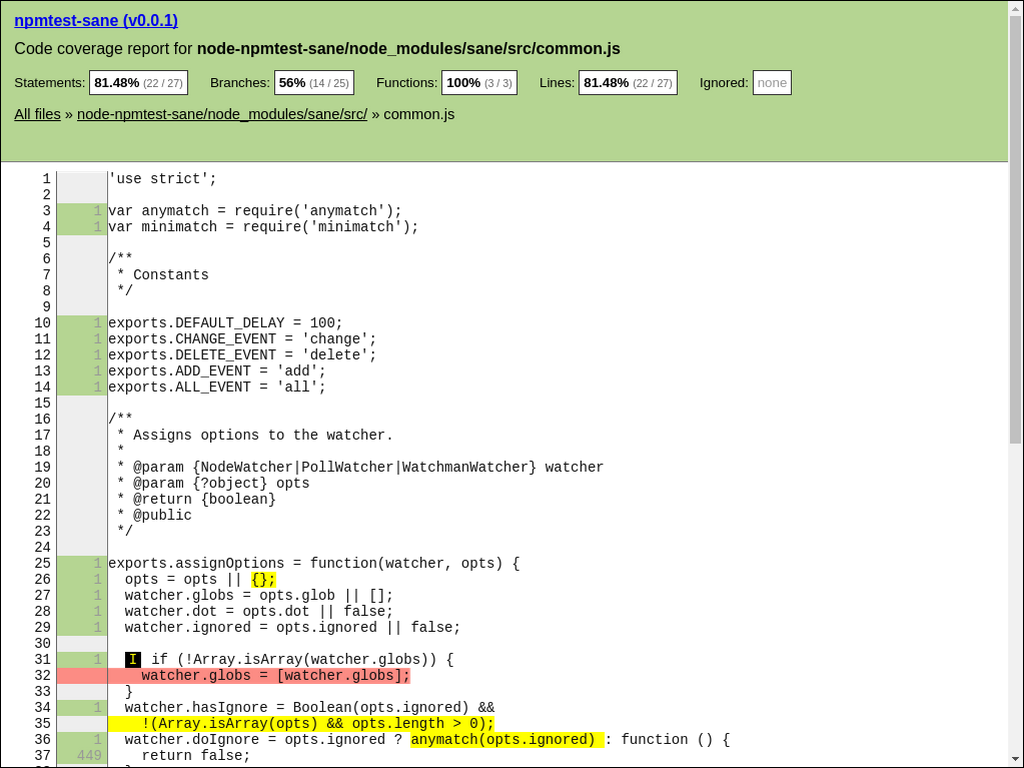 npmtest-sane (v0.0.1)
Code coverage report for node-npmtest-sane/node_modules/sane/src/common.js
Statements: 81.48% (22 / 27) Branches: 56% (14 / 25) Functions: 100% (3 / 3) Lines: 81.48% (22 / 27) Ignored: none
All files » node-npmtest-sane/node_modules/sane/src/ » common.js
1 'use strict';
2
3 1 var anymatch = require('anymatch');
4 1 var minimatch = require('minimatch');
5
6 /**
7  * Constants
8  */
9
10 1 exports.DEFAULT_DELAY = 100;
11 1 exports.CHANGE_EVENT = 'change';
12 1 exports.DELETE_EVENT = 'delete';
13 1 exports.ADD_EVENT = 'add';
14 1 exports.ALL_EVENT = 'all';
15
16 /**
17  * Assigns options to the watcher.
18  *
19  * @param {NodeWatcher|PollWatcher|WatchmanWatcher} watcher
20  * @param {?object} opts
21  * @return {boolean}
22  * @public
23  */
24
25 1 exports.assignOptions = function(watcher, opts) {
26 1   opts = opts || {};
27 1   watcher.globs = opts.glob || [];
28 1   watcher.dot = opts.dot || false;
29 1   watcher.ignored = opts.ignored || false;
30
31 1   I if (!Array.isArray(watcher.globs)) {
32     watcher.globs = [watcher.globs];
33   }
34 1   watcher.hasIgnore = Boolean(opts.ignored) &&
35     !(Array.isArray(opts) && opts.length > 0);
36 1   watcher.doIgnore = opts.ignored ? anymatch(opts.ignored) : function () {
37 449     return false;